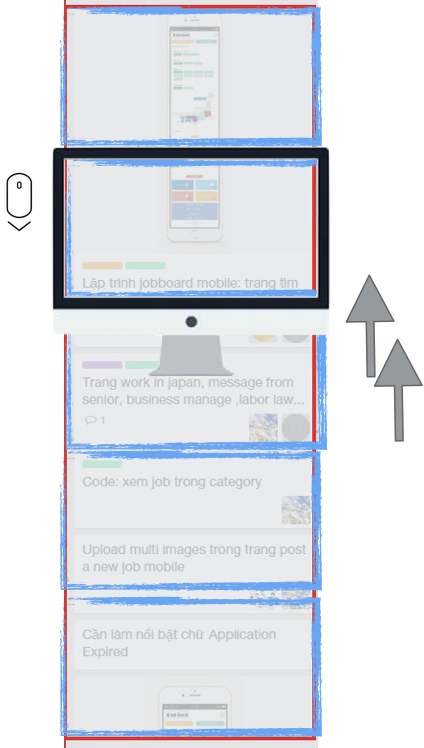 Lập trình jobboard mobile: trang tìm
Trang work in japan, message from
senior, business manage ,labor law...
1
Code: xem job trong category
Upload multi images trong trang post
a new job mobile
Cần làm nổi bật chữ Application
Expired